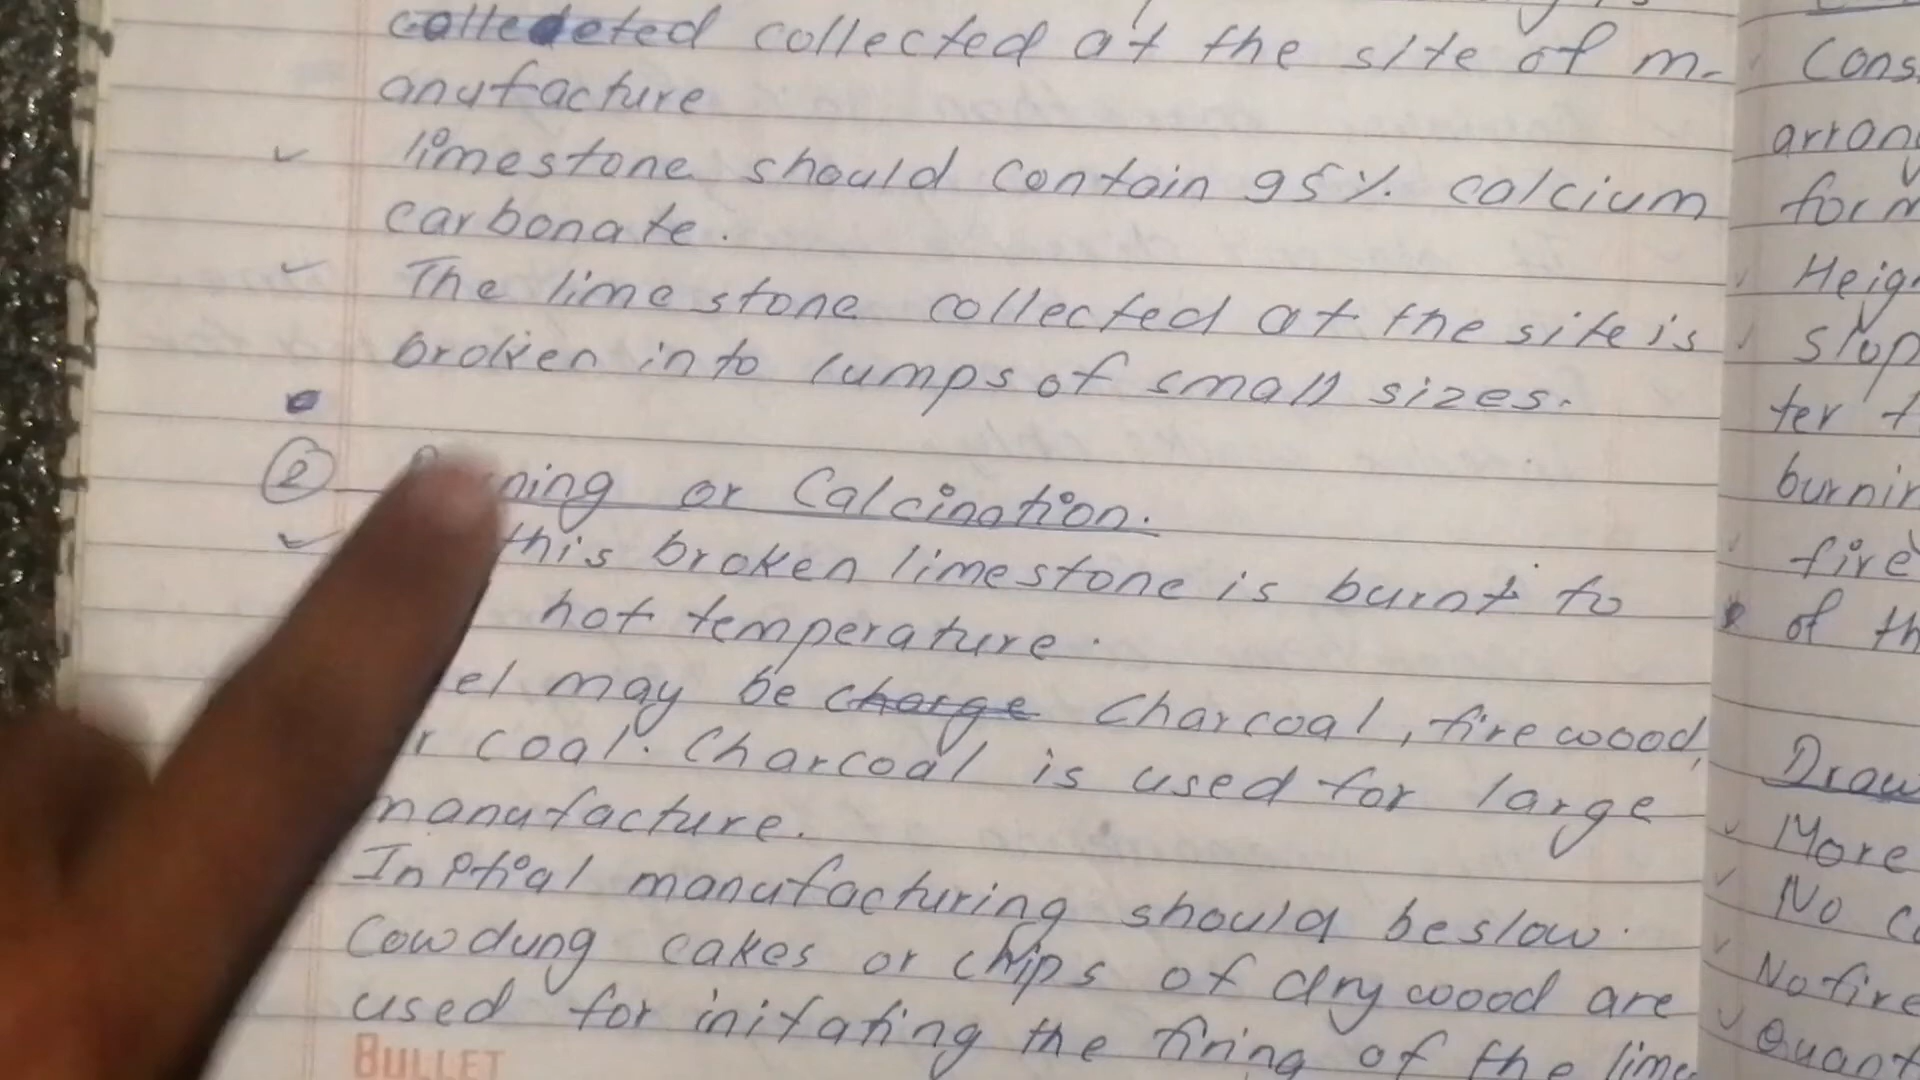 collected at the site of m-
anufacture
limestone should contain 95%. calcium
carbonate.
The limestone collected at the site is
broken into lumps of small sizes.
② ning or Calcination.
this broken limestone is burnt to
hot temperature.
el may be charge Charcoal, firewood,
r coal. Charcoal is used for large
manufacture.
Initial manufacturing should be slow.
Cowdung cakes or chips of dry wood are
used for initating the firing of the lime
BULLET
Cons
arran
form
Heig
slop
ter t
burnin
fire
of th
Draw
More
No c
No fire
Quant